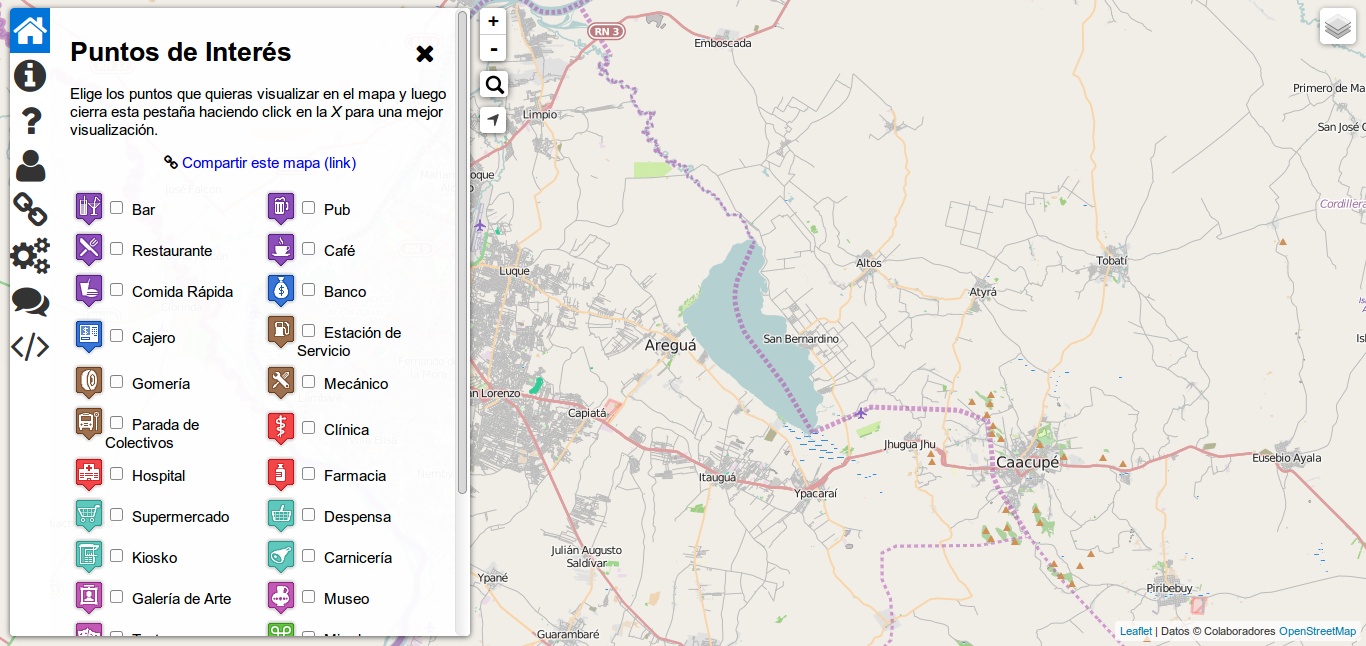 Puntos de Interés
Elige los puntos que quieras visualizar en el mapa y luego
cierra esta pestaña haciendo click en la X para una mejor
visualización.
Compartir este mapa (link)
Bar
Pub
Restaurante
Café
Comida Rápida
Banco
Cajero
Estación de
Servicio
Gomería
Mecánico
Parada de
Colectivos
Clínica
Hospital
Farmacia
Supermercado
Despensa
Kiosko
Carnicería
Galería de Arte
Museo
+
-
RN 3
Emboscada
Primero de Ma
Limpio
San José O
oque
Cordillera
Luque
Altos
Tobatí
Atyrá
San Bernardino
Areguá
n Lorenzo
Capiatá
Jhugua Jhu
Caacupé
Eusebio Ayala
Itauguá
Ypacaraí
Julián Augusto
Saldívar
Ypané
Piribebuy
Guarambaré
Leaflet | Datos © Colaboradores OpenStreetMap